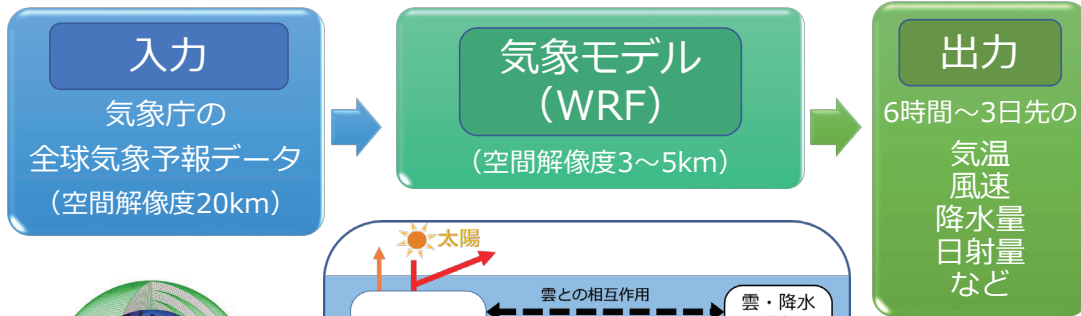 入力
気象庁の
全球気象予報データ
（空間解像度20km）
気象モデル
（WRF）
（空間解像度3～5km）
出力
6時間～3日先の
気温
風速
降水量
日射量
など
太陽
雲との相互作用
雲・降水